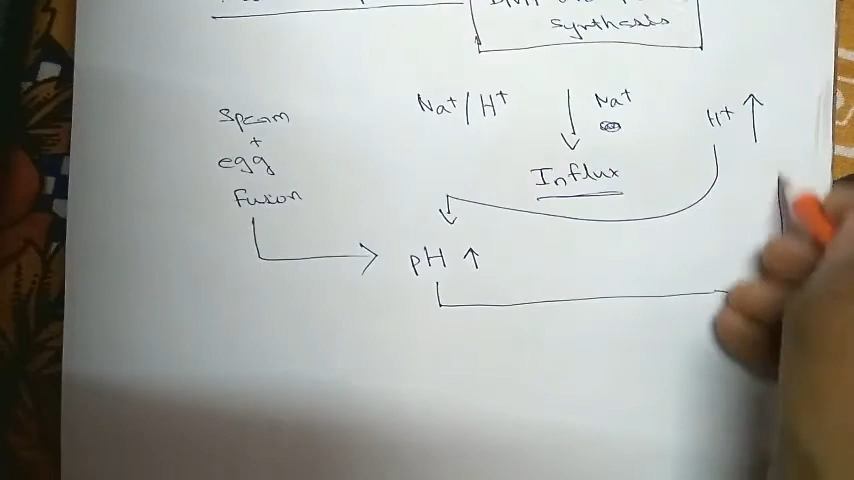 synthesis
Na⁺/H⁺
Na⁺
H⁺ ↑
Sperm
+
egg
Fusion
Influx
pH ↑